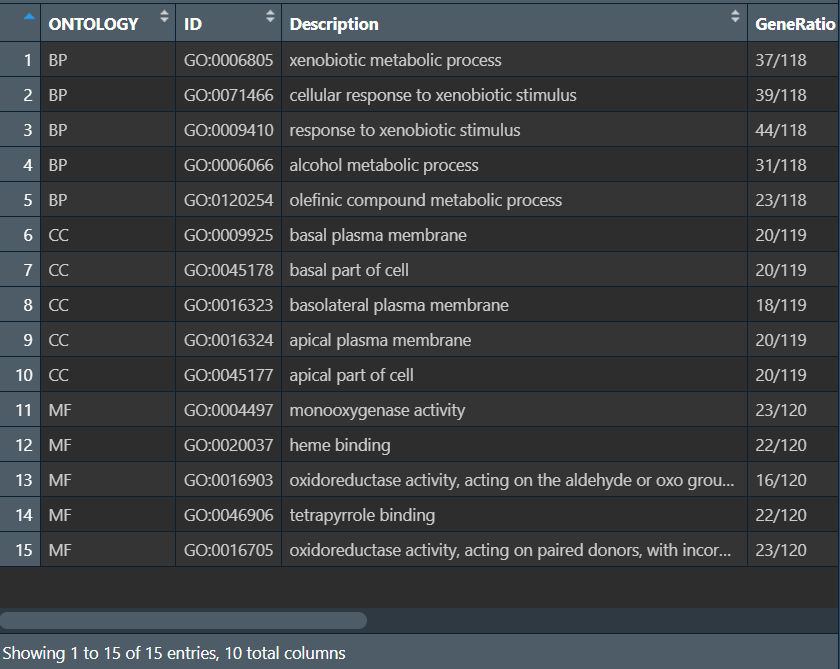 ONTOLOGY ID Description GeneRatio
1 BP GO:0006805 xenobiotic metabolic process 37/118
2 BP GO:0071466 cellular response to xenobiotic stimulus 39/118
3 BP GO:0009410 response to xenobiotic stimulus 44/118
4 BP GO:0006066 alcohol metabolic process 31/118
5 BP GO:0120254 olefinic compound metabolic process 23/118
6 CC GO:0009925 basal plasma membrane 20/119
7 CC GO:0045178 basal part of cell 20/119
8 CC GO:0016323 basolateral plasma membrane 18/119
9 CC GO:0016324 apical plasma membrane 20/119
10 CC GO:0045177 apical part of cell 20/119
11 MF GO:0004497 monooxygenase activity 23/120
12 MF GO:0020037 heme binding 22/120
13 MF GO:0016903 oxidoreductase activity, acting on the aldehyde or oxo grou... 16/120
14 MF GO:0046906 tetrapyrrole binding 22/120
15 MF GO:0016705 oxidoreductase activity, acting on paired donors, with incor... 23/120
Showing 1 to 15 of 15 entries, 10 total columns